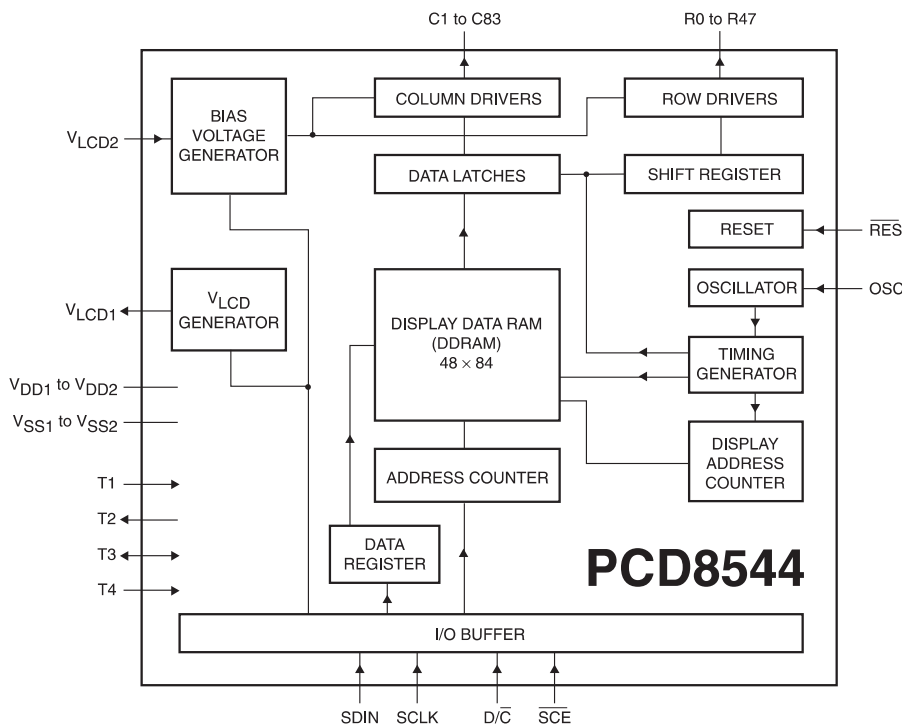 C1 to C83
R0 to R47
BIAS
VOLTAGE
GENERATOR
COLUMN DRIVERS
ROW DRIVERS
VLCD2
DATA LATCHES
SHIFT REGISTER
RESET
R̅E̅S̅
VLCD1
VLCD
GENERATOR
DISPLAY DATA RAM
(DDRAM)
48 × 84
OSCILLATOR
OSC
TIMING
GENERATOR
VDD1 to VDD2
VSS1 to VSS2
DISPLAY
ADDRESS
COUNTER
ADDRESS COUNTER
T1
T2
T3
T4
DATA
REGISTER
PCD8544
I/O BUFFER
SDIN
SCLK
D/C̅
S̅C̅E̅